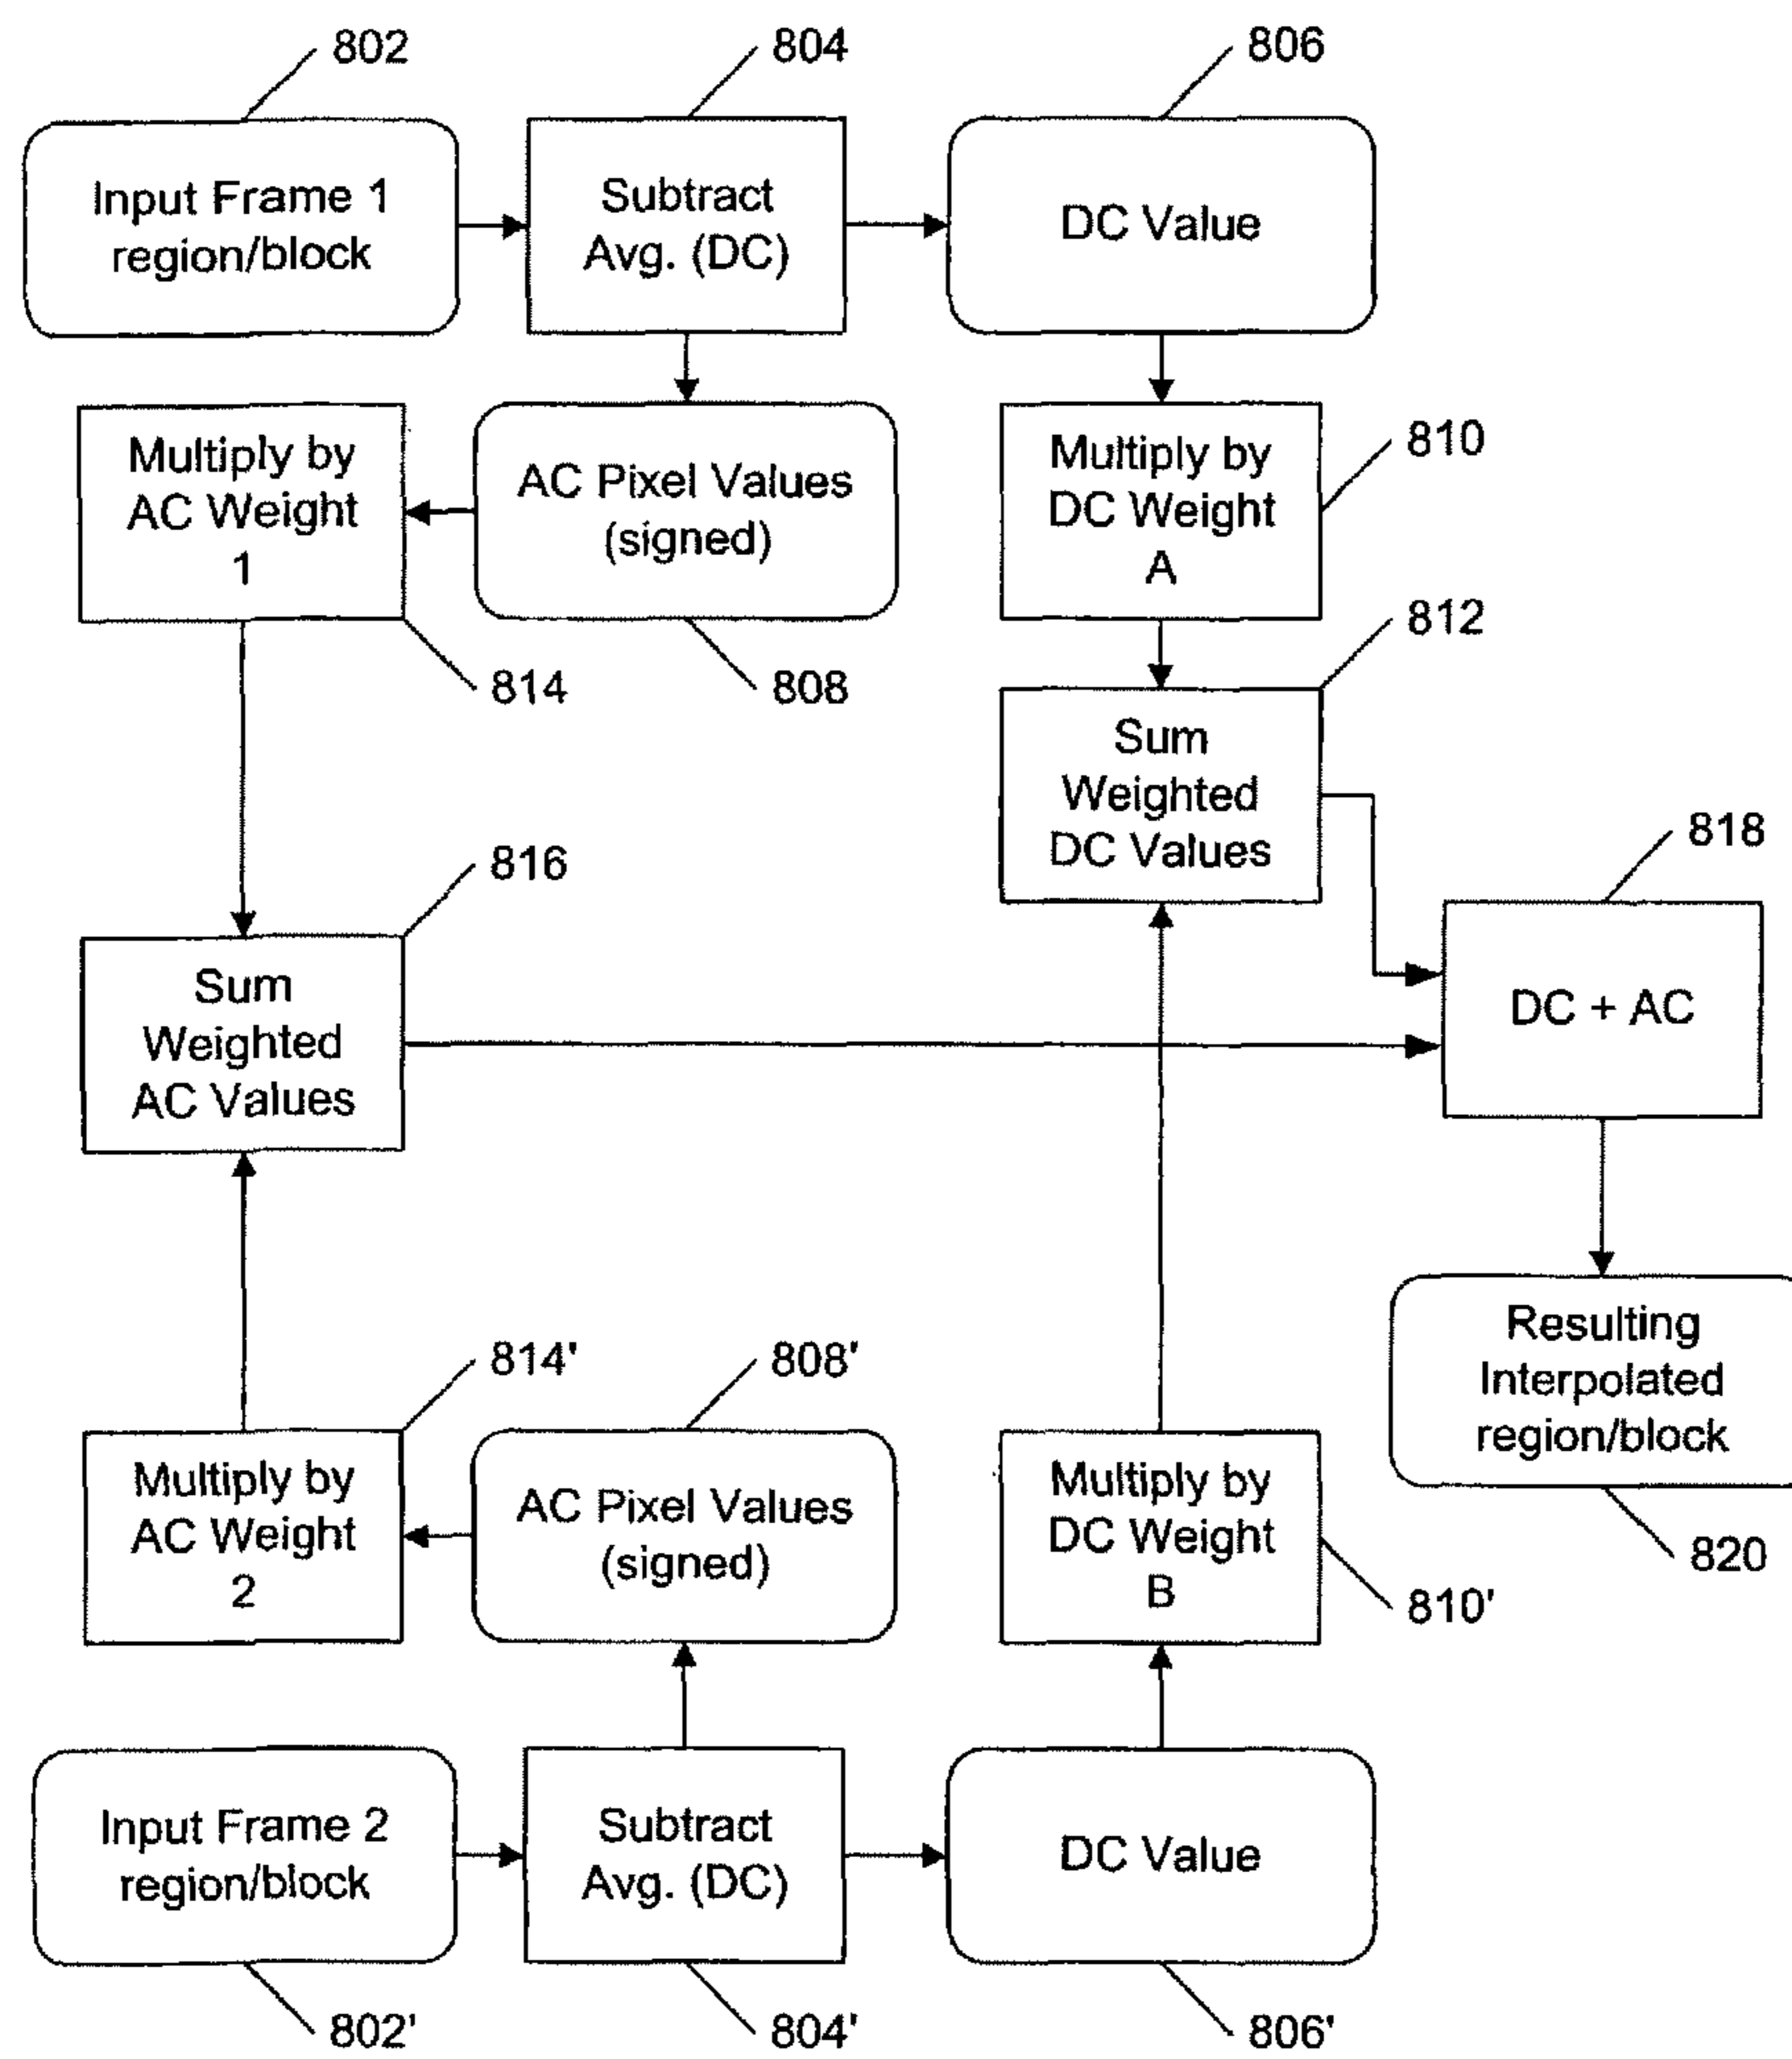 802
804
806
Input Frame 1
region/block
Subtract
Avg. (DC)
DC Value
Multiply by
AC Weight
1
AC Pixel Values
(signed)
Multiply by
DC Weight
A
810
814
808
812
Sum
Weighted
DC Values
816
818
Sum
Weighted
AC Values
DC + AC
814'
808'
Resulting
Interpolated
region/block
820
Multiply by
AC Weight
2
AC Pixel Values
(signed)
Multiply by
DC Weight
B
810'
Input Frame 2
region/block
Subtract
Avg. (DC)
DC Value
802'
804'
806'